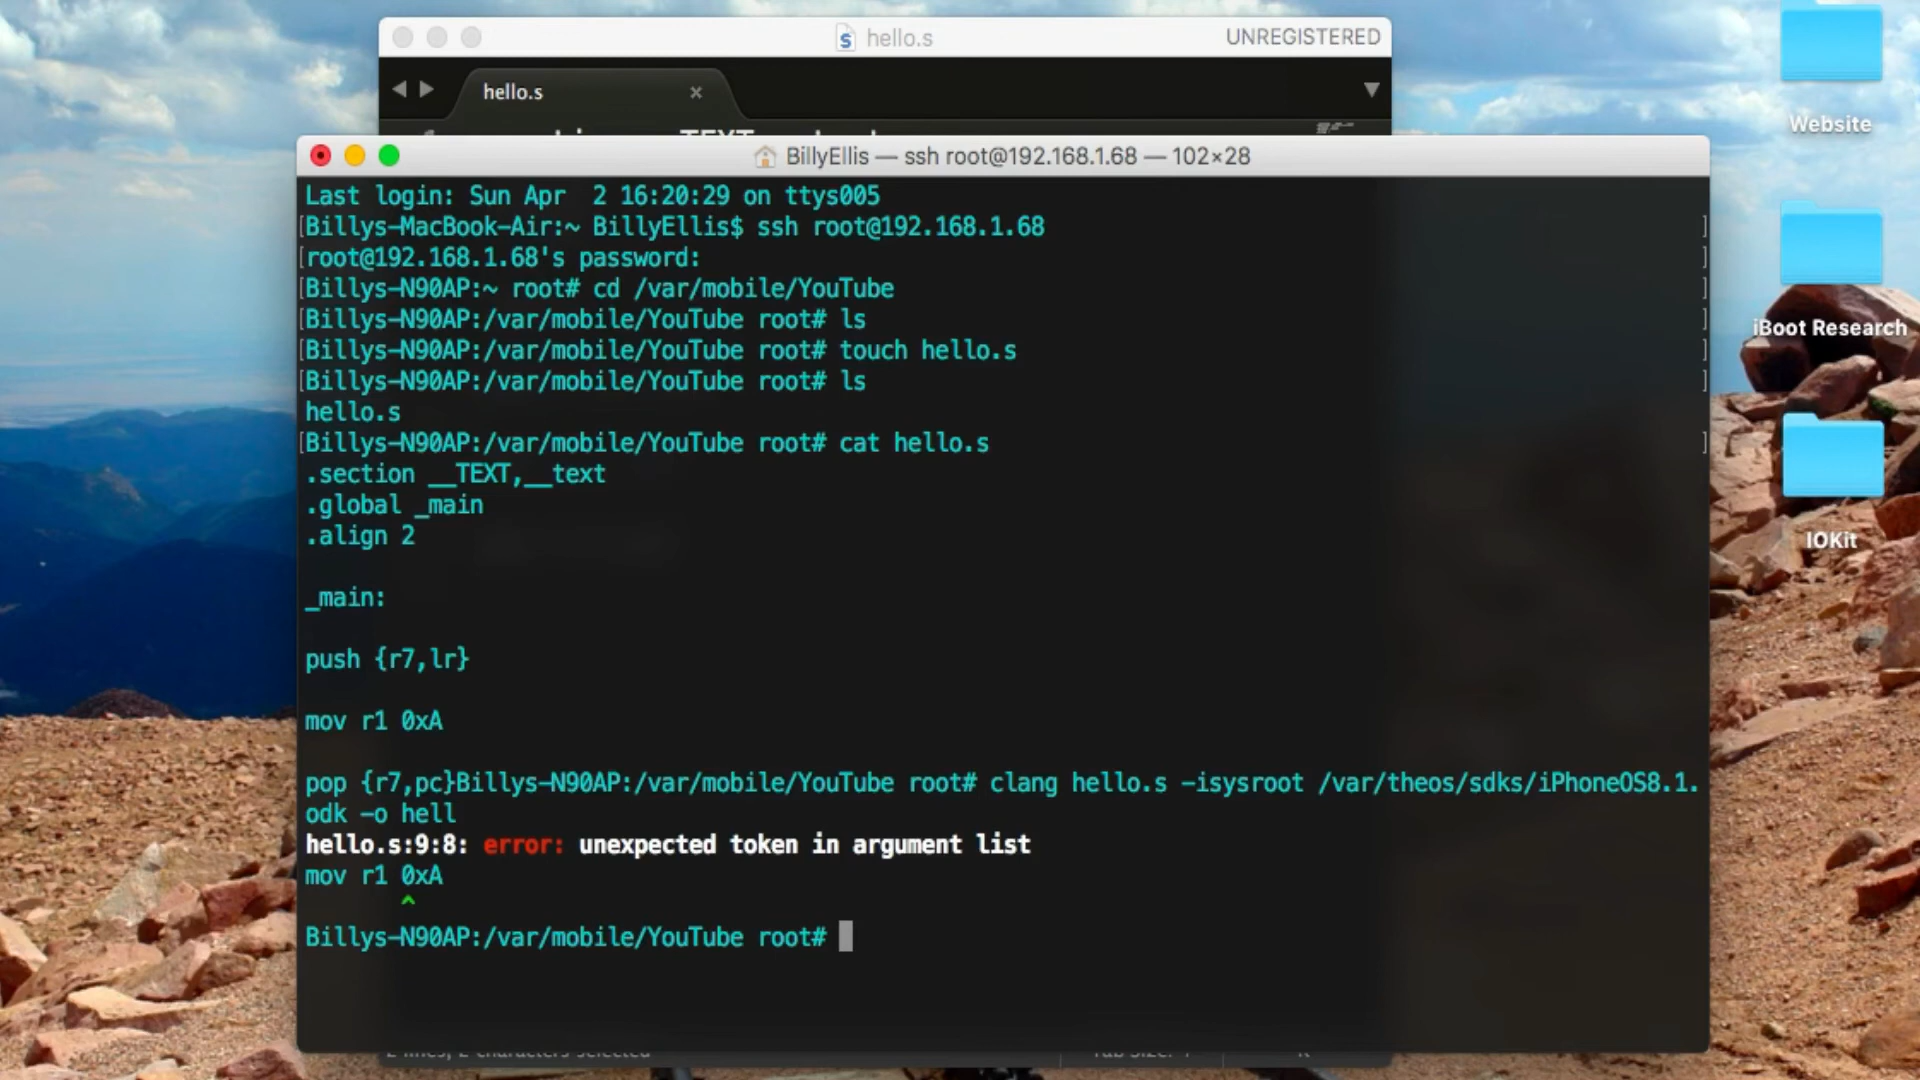 hello.s
UNREGISTERED
hello.s
Website
BillyEllis — ssh root@192.168.1.68 — 102×28
Last login: Sun Apr  2 16:20:29 on ttys005
[Billys-MacBook-Air:~ BillyEllis$ ssh root@192.168.1.68 ]
[root@192.168.1.68's password: ]
[Billys-N90AP:~ root# cd /var/mobile/YouTube ]
[Billys-N90AP:/var/mobile/YouTube root# ls ]
[Billys-N90AP:/var/mobile/YouTube root# touch hello.s ]
[Billys-N90AP:/var/mobile/YouTube root# ls ]
hello.s
[Billys-N90AP:/var/mobile/YouTube root# cat hello.s ]
.section __TEXT,__text
.global _main
.align 2
_main:
push {r7,lr}
mov r1 0xA
pop {r7,pc}Billys-N90AP:/var/mobile/YouTube root# clang hello.s -isysroot /var/theos/sdks/iPhoneOS8.1.
odk -o hell
hello.s:9:8: error: unexpected token in argument list
mov r1 0xA
^
Billys-N90AP:/var/mobile/YouTube root#
iBoot Research
IOKit